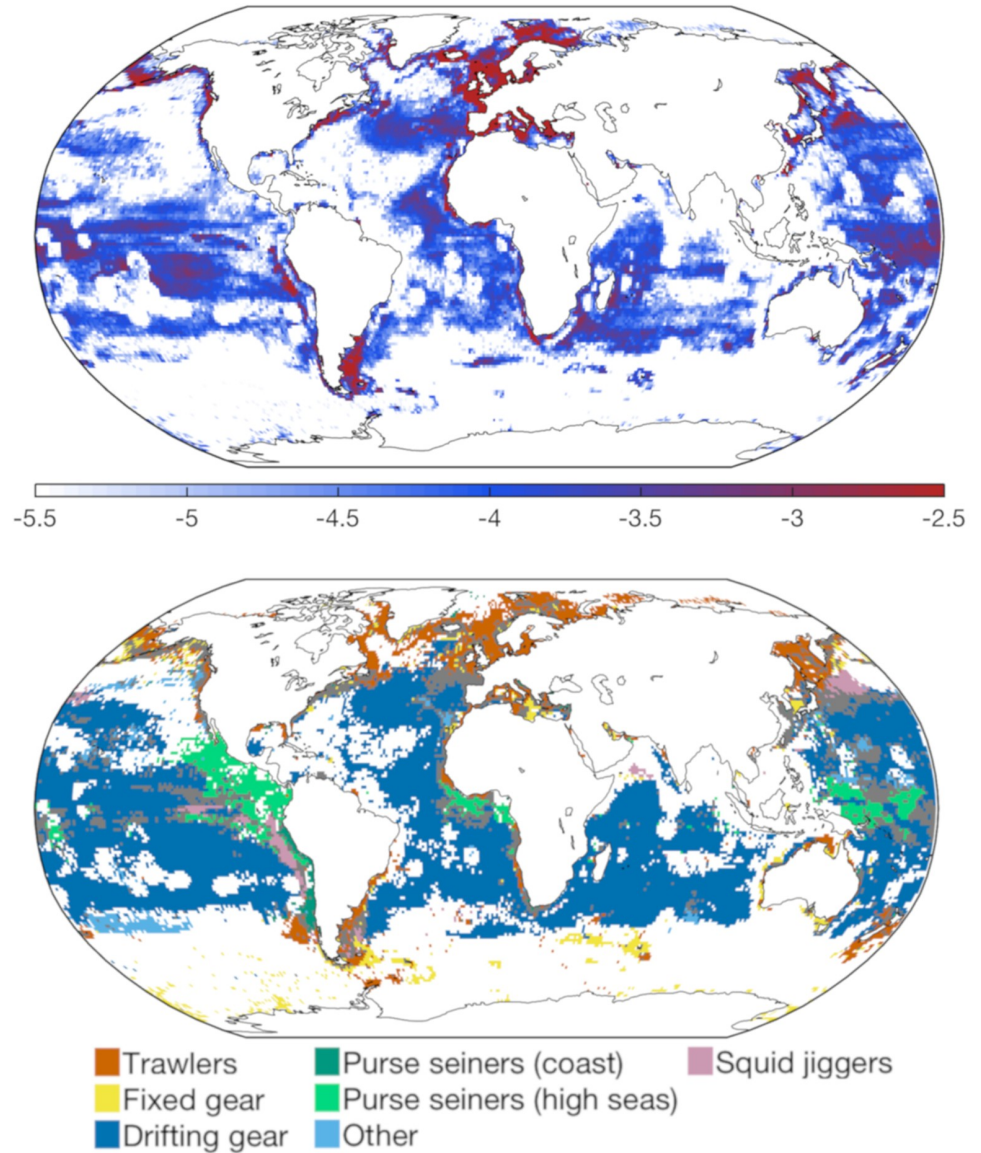 -5.5 -5 -4.5 -4 -3.5 -3 -2.5
Trawlers Purse seiners (coast) Squid jiggers
Fixed gear Purse seiners (high seas)
Drifting gear Other